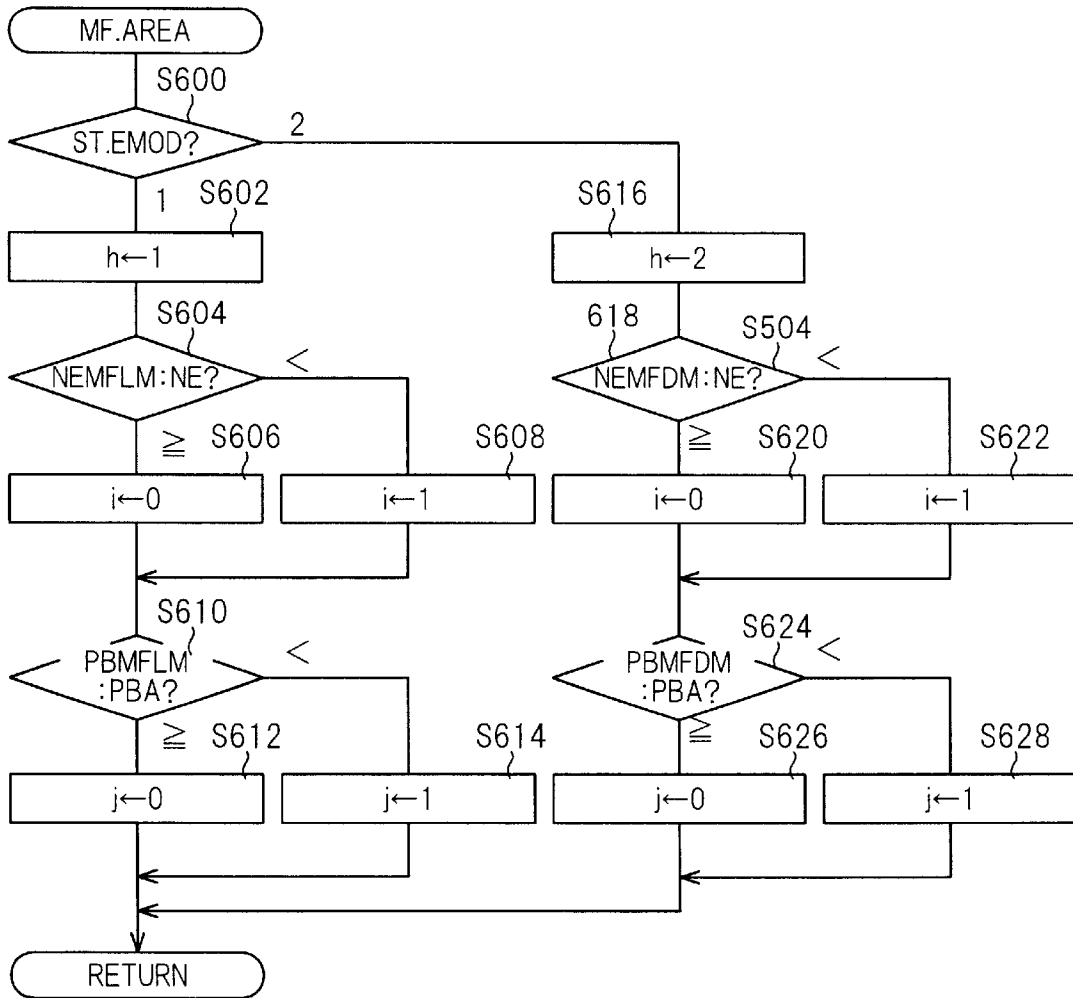 MF.AREA
S600
ST.EMOD?
2
1
S602
S616
h←1
h←2
S604
618
S504
NEMFLM:NE?
<
NEMFDM:NE?
<
≧
S606
S608
≧
S620
S622
i←0
i←1
i←0
i←1
S610
S624
PBMFLM
:PBA?
<
PBMFDM
:PBA?
<
≧
S612
S614
≧
S626
S628
j←0
j←1
j←0
j←1
RETURN